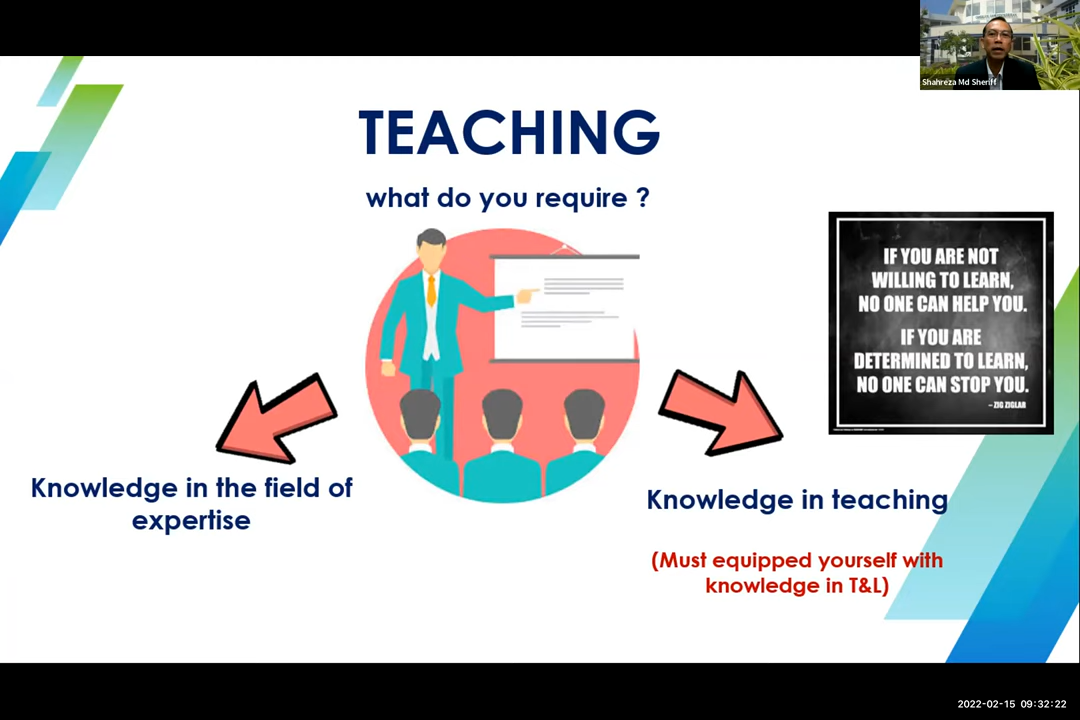 Shahreza Md Sheriff
TEACHING
what do you require ?
IF YOU ARE NOT
WILLING TO LEARN,
NO ONE CAN HELP YOU.
IF YOU ARE
DETERMINED TO LEARN,
NO ONE CAN STOP YOU.
– ZIG ZIGLAR
Knowledge in the field of
expertise
Knowledge in teaching
(Must equipped yourself with
knowledge in T&L)
2022-02-15 09:32:22